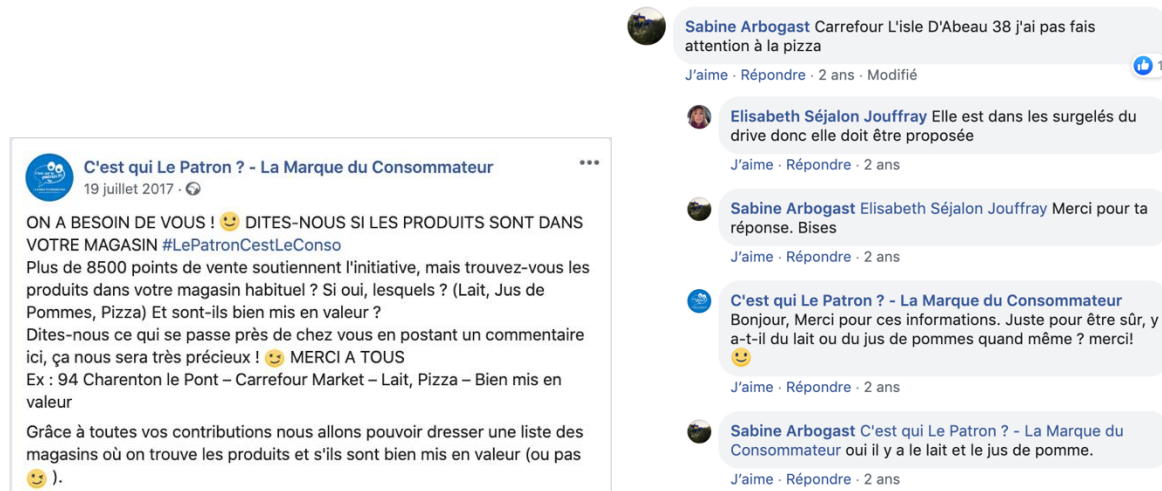 C'est qui Le Patron ? - La Marque du Consommateur
19 juillet 2017 ·
ON A BESOIN DE VOUS ! 🙂 DITES-NOUS SI LES PRODUITS SONT DANS
VOTRE MAGASIN #LePatronCestLeConso
Plus de 8500 points de vente soutiennent l'initiative, mais trouvez-vous les
produits dans votre magasin habituel ? Si oui, lesquels ? (Lait, Jus de
Pommes, Pizza) Et sont-ils bien mis en valeur ?
Dites-nous ce qui se passe près de chez vous en postant un commentaire
ici, ça nous sera très précieux ! 😉 MERCI A TOUS
Ex : 94 Charenton le Pont – Carrefour Market – Lait, Pizza – Bien mis en
valeur
Grâce à toutes vos contributions nous allons pouvoir dresser une liste des
magasins où on trouve les produits et s'ils sont bien mis en valeur (ou pas
😉 ).
Sabine Arbogast Carrefour L'isle D'Abeau 38 j'ai pas fais
attention à la pizza
J'aime · Répondre · 2 ans · Modifié
1
Elisabeth Séjalon Jouffray Elle est dans les surgelés du
drive donc elle doit être proposée
J'aime · Répondre · 2 ans
Sabine Arbogast Elisabeth Séjalon Jouffray Merci pour ta
réponse. Bises
J'aime · Répondre · 2 ans
C'est qui Le Patron ? - La Marque du Consommateur
Bonjour, Merci pour ces informations. Juste pour être sûr, y
a-t-il du lait ou du jus de pommes quand même ? merci!
🙂
J'aime · Répondre · 2 ans
Sabine Arbogast C'est qui Le Patron ? - La Marque du
Consommateur oui il y a le lait et le jus de pomme.
J'aime · Répondre · 2 ans